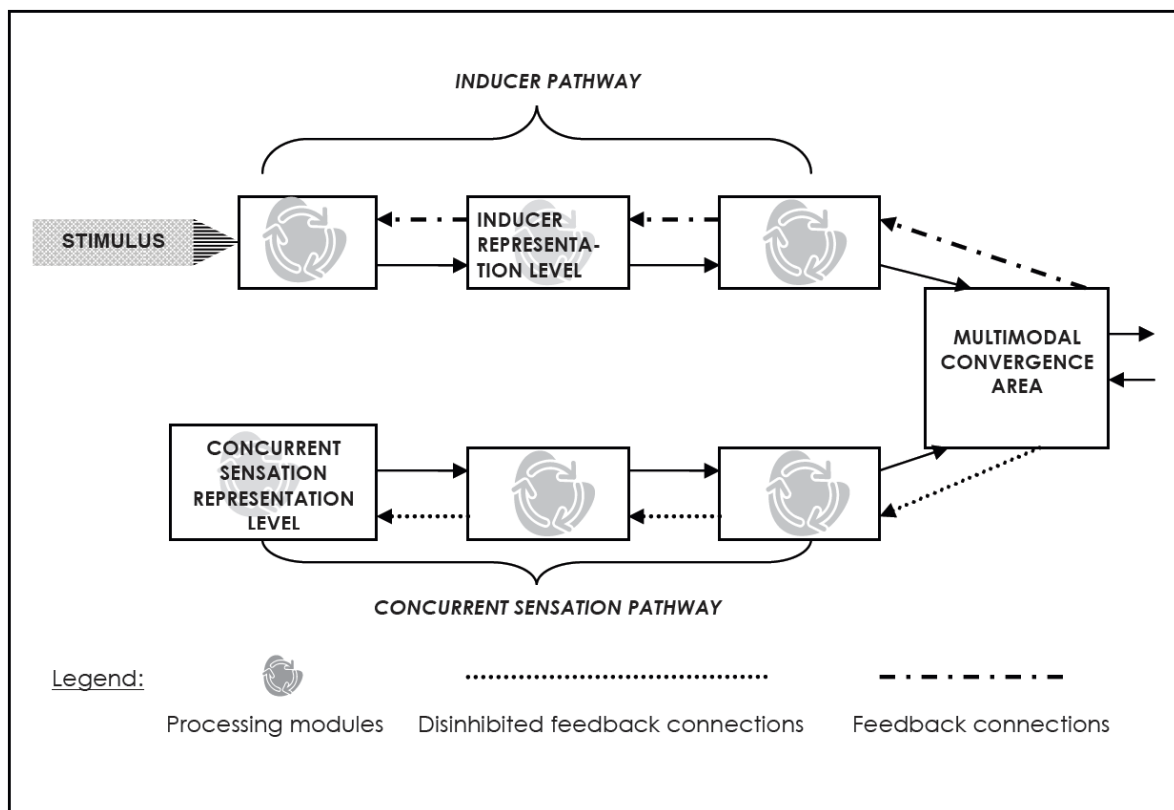 INDUCER PATHWAY
STIMULUS
INDUCER
REPRESENTA-
TION LEVEL
MULTIMODAL
CONVERGENCE
AREA
CONCURRENT
SENSATION
REPRESENTATION
LEVEL
CONCURRENT SENSATION PATHWAY
Legend:
Processing modules
Disinhibited feedback connections
Feedback connections